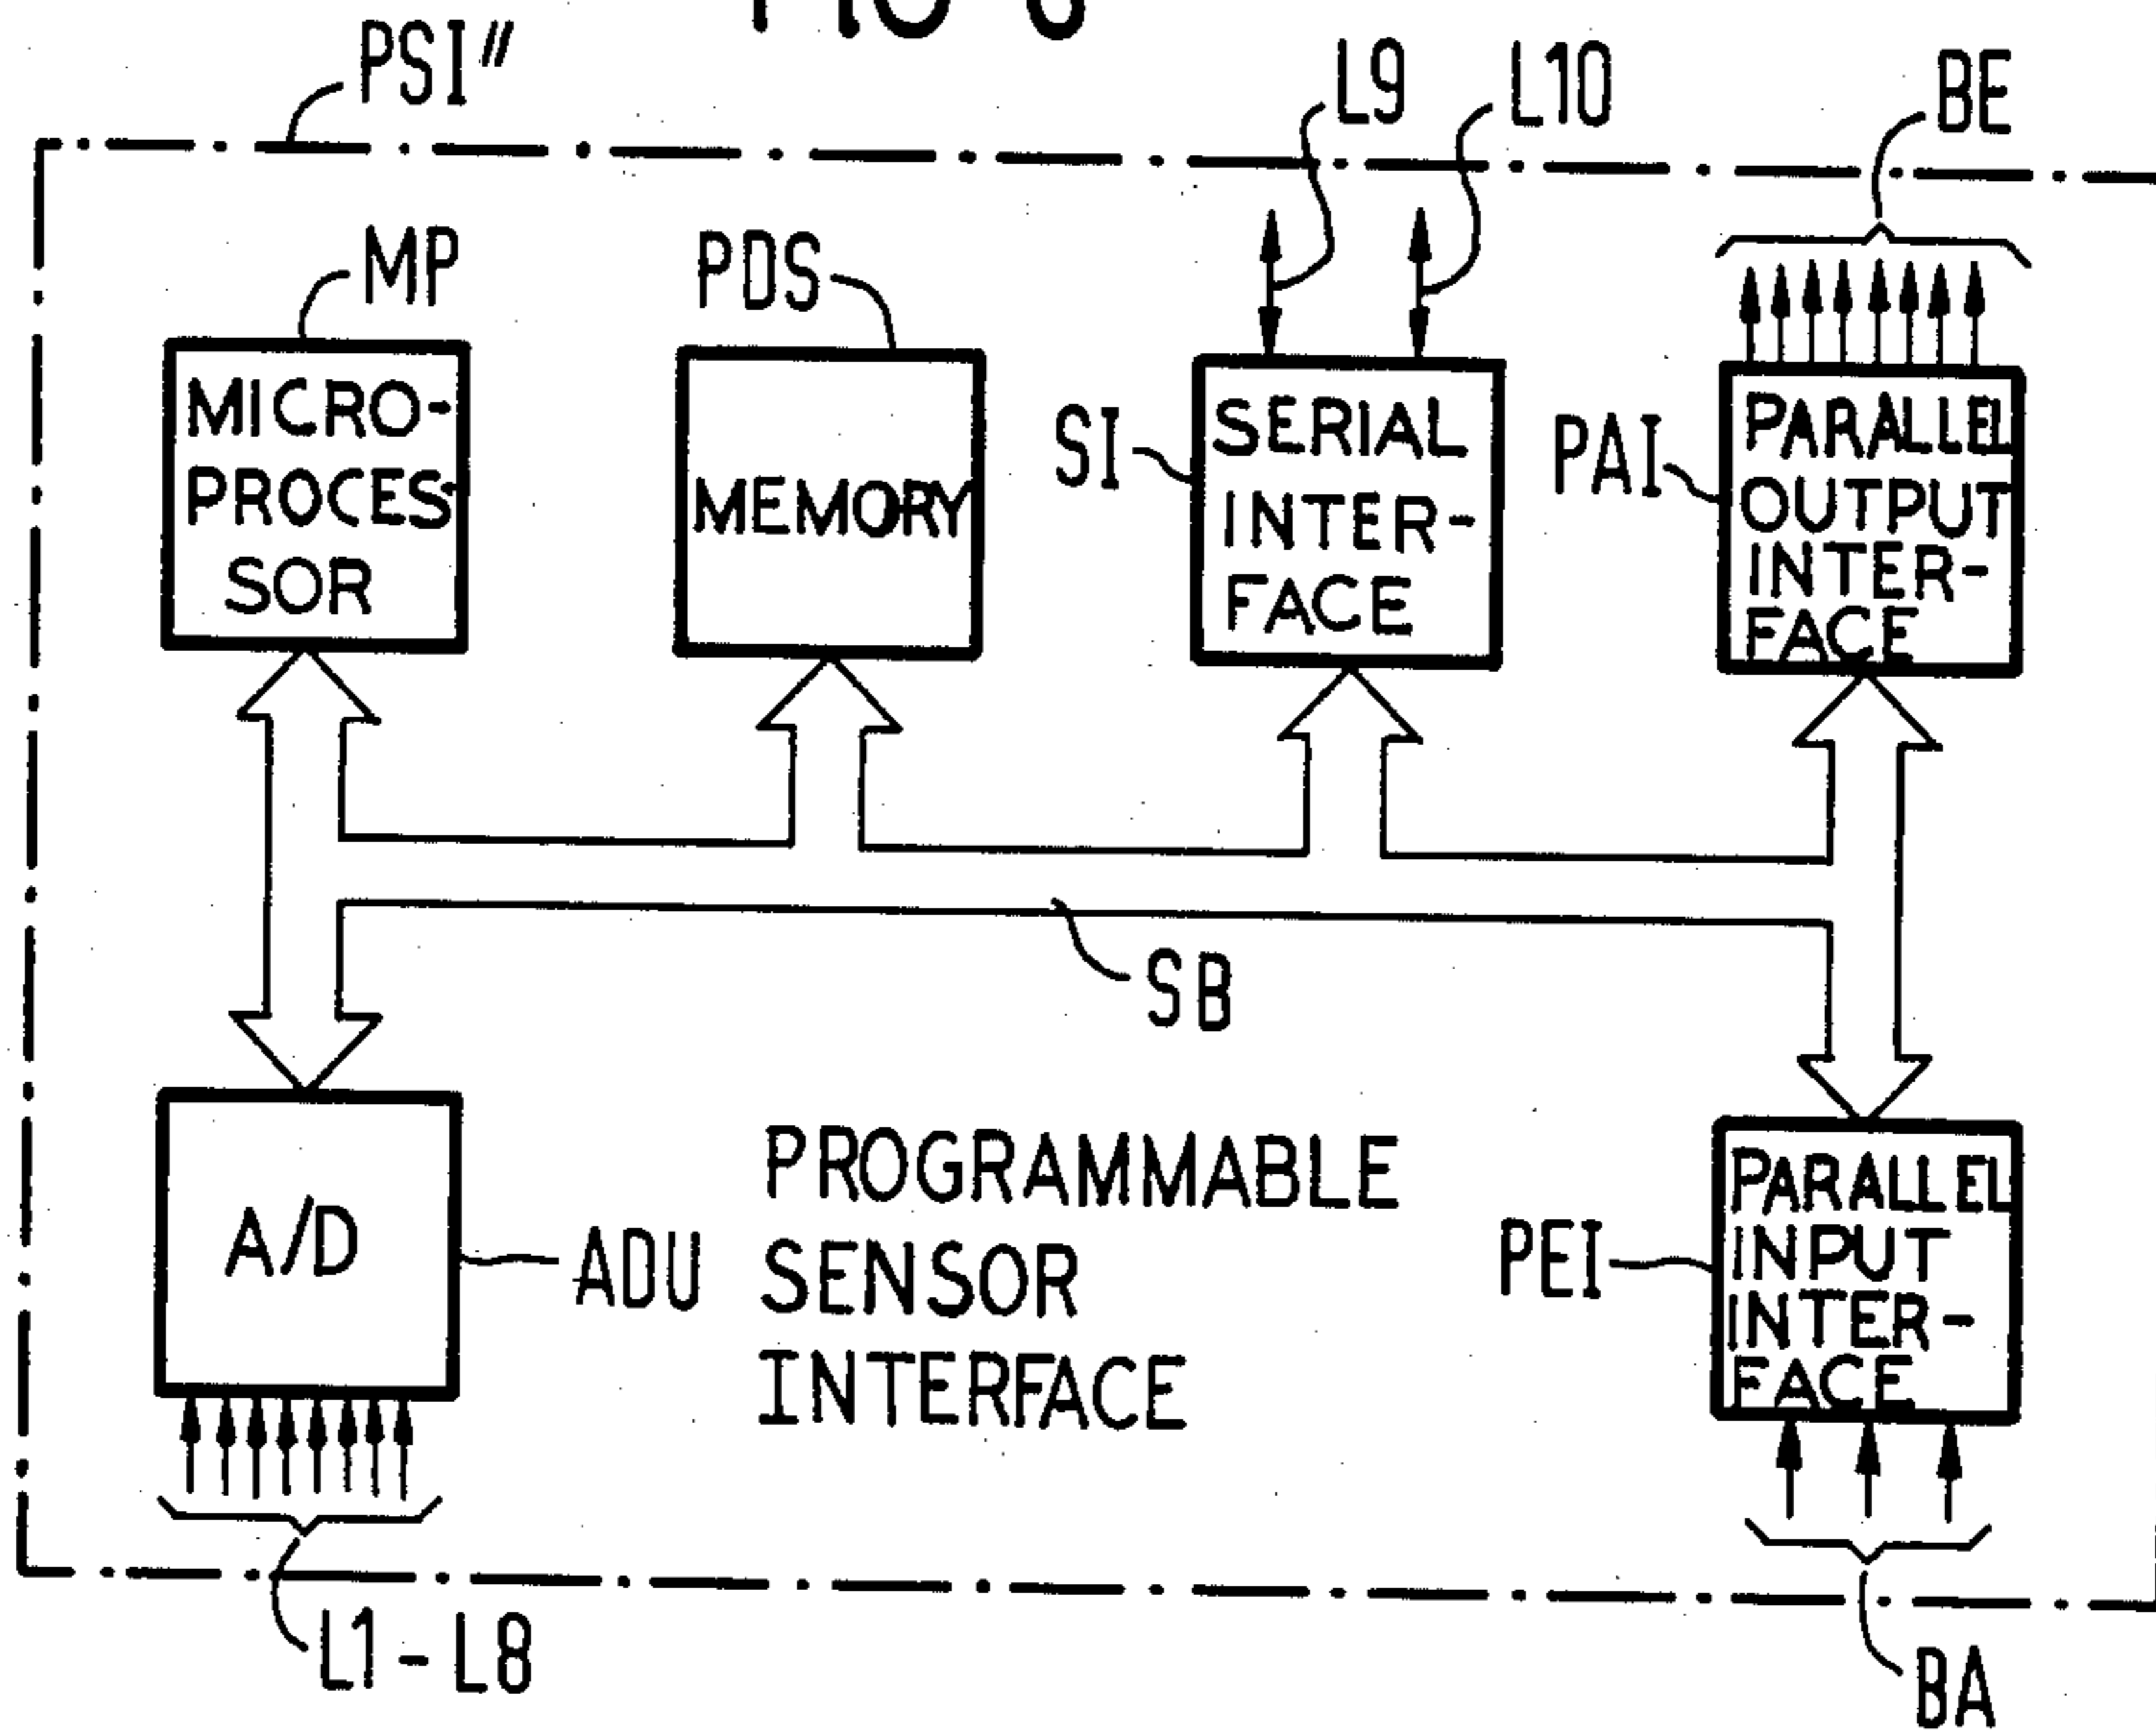 PSI"
L9
L10
BE
MP
PDS
MICRO-
PROCES-
SOR
MEMORY
SI
SERIAL
INTER-
FACE
PAI
PARALLEL
OUTPUT
INTER-
FACE
SB
A/D
ADU
PROGRAMMABLE
SENSOR
INTERFACE
PEI
PARALLEL
INPUT
INTER-
FACE
L1-L8
BA